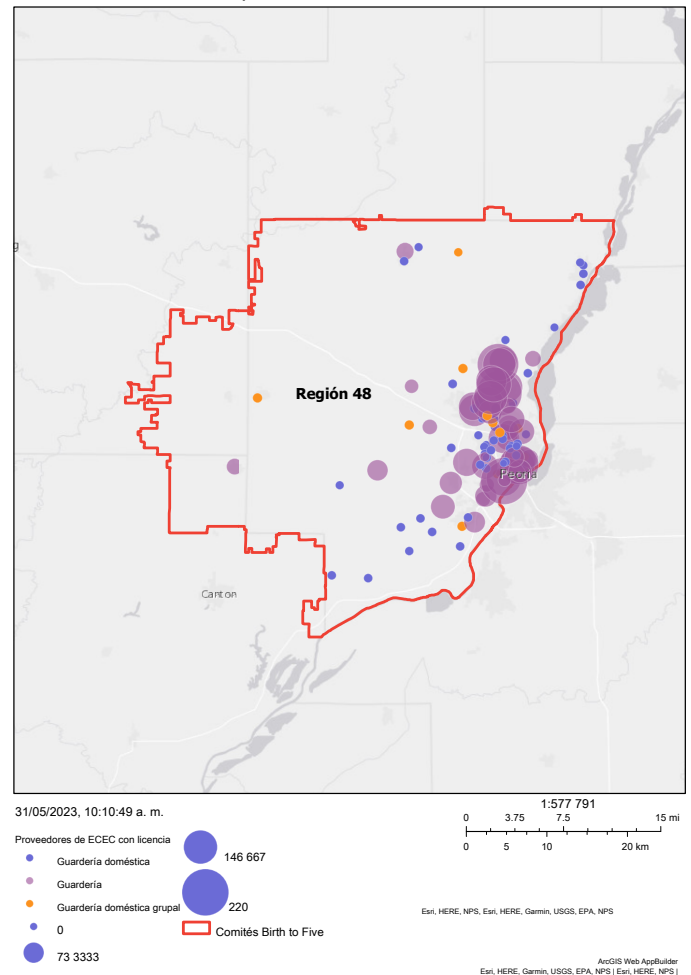 g
Región 48
Peoria
Canton
31/05/2023, 10:10:49 a. m.
1:577 791
0 3.75 7.5 15 mi
0 5 10 20 km
Proveedores de ECEC con licencia
Guardería doméstica
Guardería
Guardería doméstica grupal
0
73 3333
146 667
220
Comités Birth to Five
Esri, HERE, NPS, Esri, HERE, Garmin, USGS, EPA, NPS
ArcGIS Web AppBuilder
Esri, HERE, Garmin, USGS, EPA, NPS | Esri, HERE, NPS |